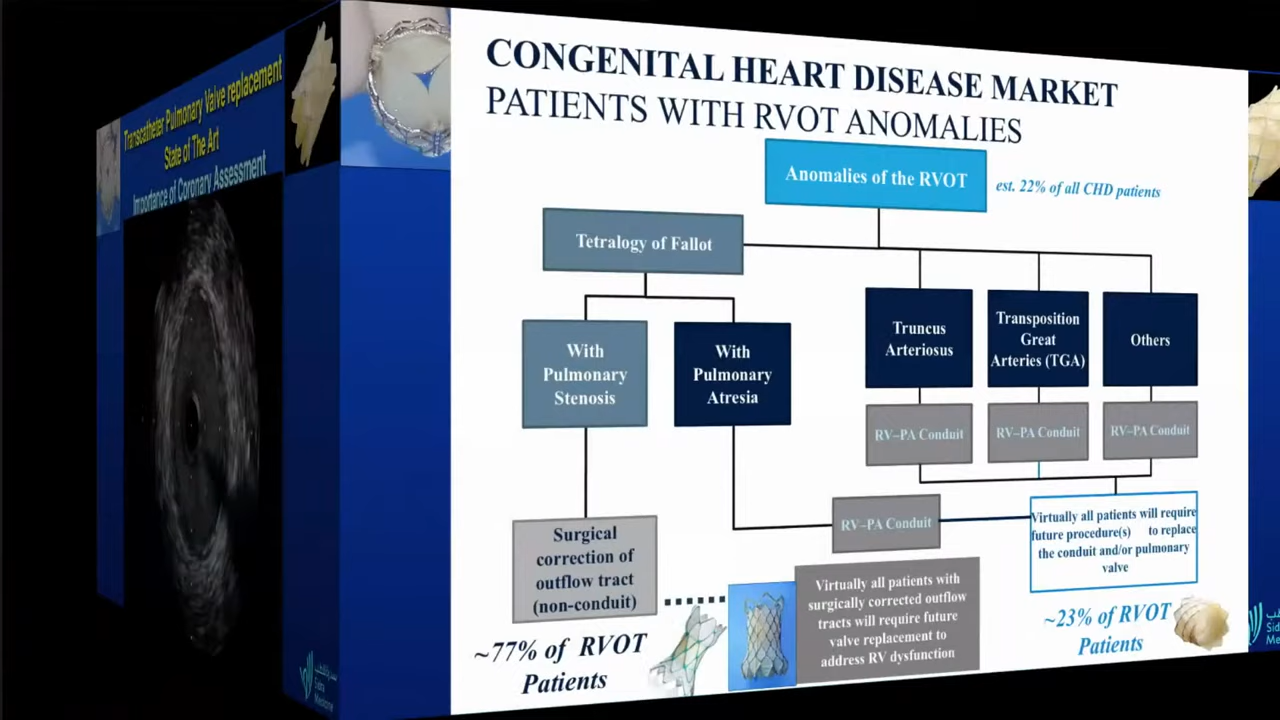 Transcatheter Pulmonary Valve replacement
State of The Art
Importance of Coronary Assessment
CONGENITAL HEART DISEASE MARKET
PATIENTS WITH RVOT ANOMALIES
Anomalies of the RVOT
est. 22% of all CHD patients
Tetralogy of Fallot
With
Pulmonary
Stenosis
With
Pulmonary
Atresia
Truncus
Arteriosus
Transposition
Great
Arteries (TGA)
Others
RV–PA Conduit
RV–PA Conduit
RV–PA Conduit
RV–PA Conduit
Virtually all patients will require
future procedure(s) to replace
the conduit and/or pulmonary
valve
Surgical
correction of
outflow tract
(non-conduit)
Virtually all patients with
surgically corrected outflow
tracts will require future
valve replacement to
address RV dysfunction
~77% of RVOT
Patients
~23% of RVOT
Patients